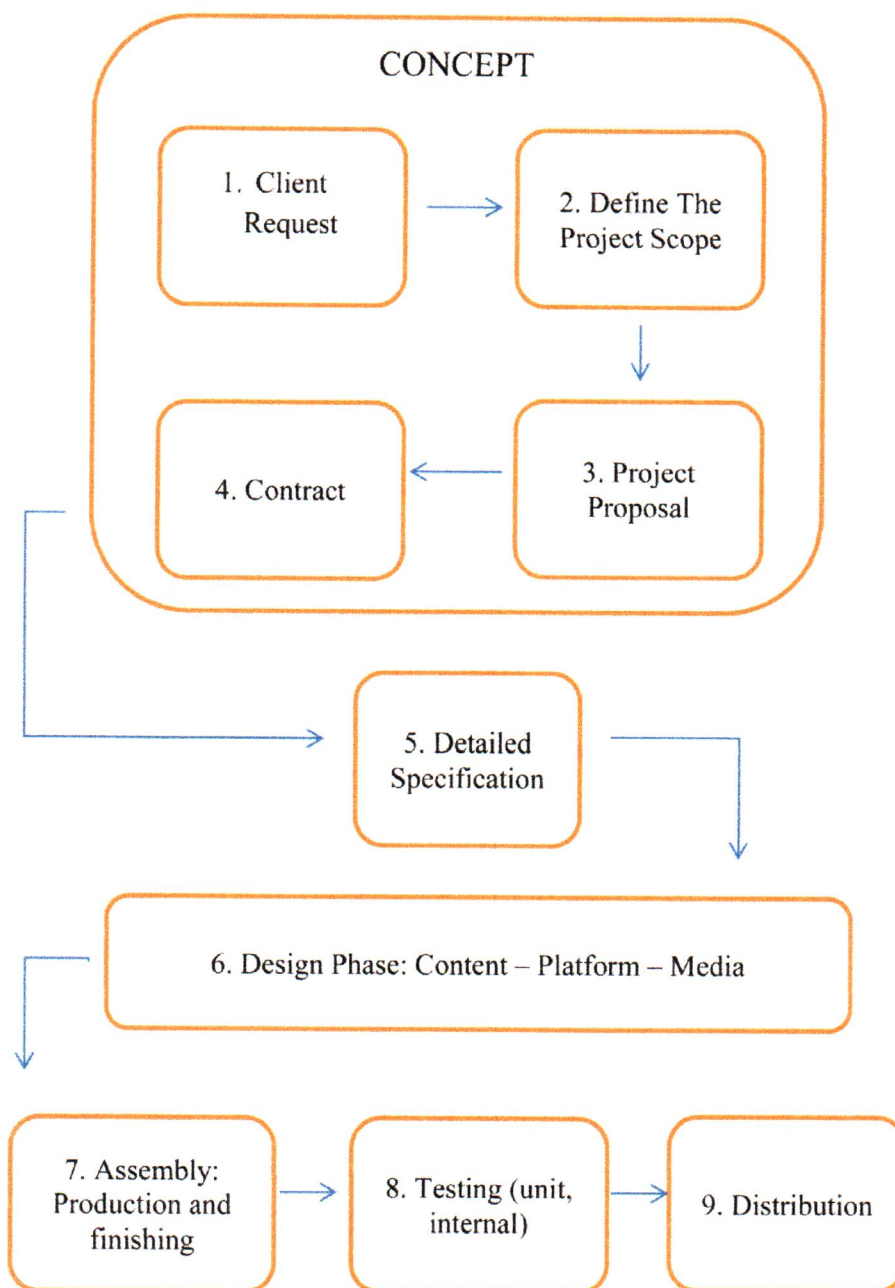 CONCEPT
1. Client
Request
2. Define The
Project Scope
3. Project
Proposal
4. Contract
5. Detailed
Specification
6. Design Phase: Content – Platform – Media
7. Assembly:
Production and
finishing
8. Testing (unit,
internal)
9. Distribution